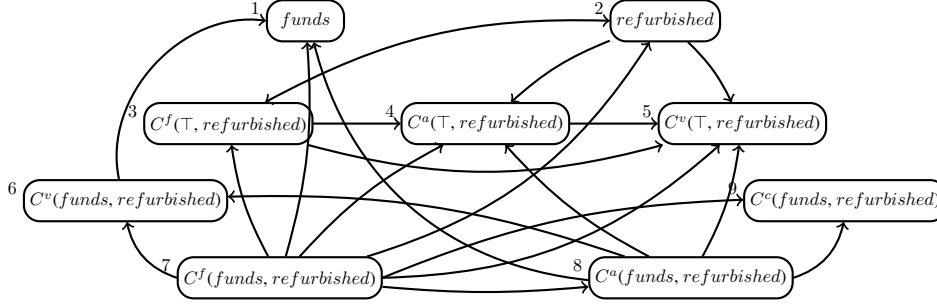 1 funds
2 refurbished
3 C^f(⊤, refurbished)
4 C^a(⊤, refurbished)
5 C^v(⊤, refurbished)
6 C^v(funds, refurbished)
9 C^c(funds, refurbished)
7 C^f(funds, refurbished)
8 C^a(funds, refurbished)